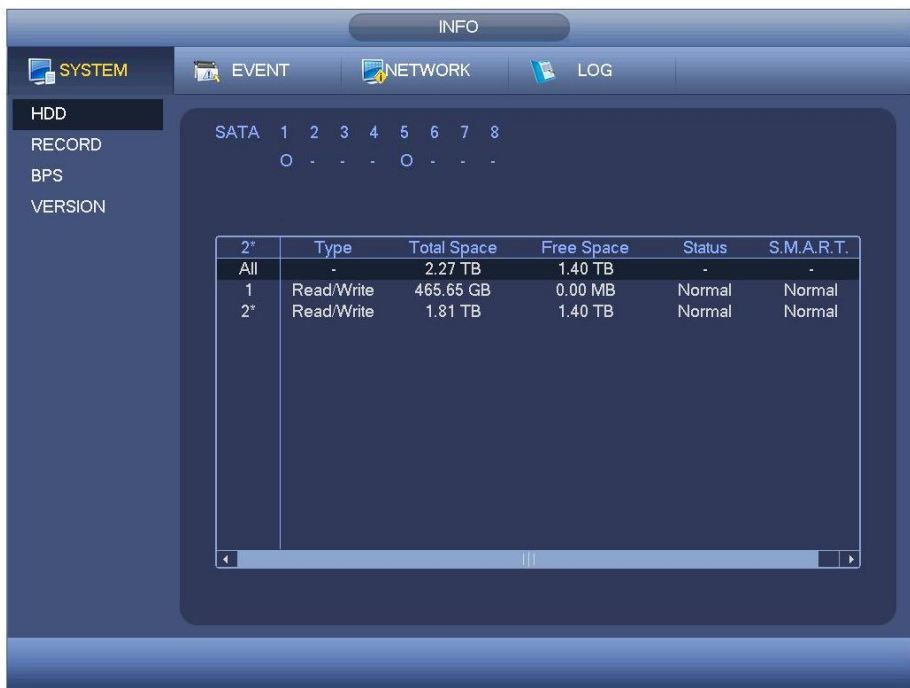 INFO
SYSTEM EVENT NETWORK LOG
HDD
RECORD
BPS
VERSION
SATA 1 2 3 4 5 6 7 8
O - - - O - - -
2* Type Total Space Free Space Status S.M.A.R.T.
All - 2.27 TB 1.40 TB - -
1 Read/Write 465.65 GB 0.00 MB Normal Normal
2* Read/Write 1.81 TB 1.40 TB Normal Normal